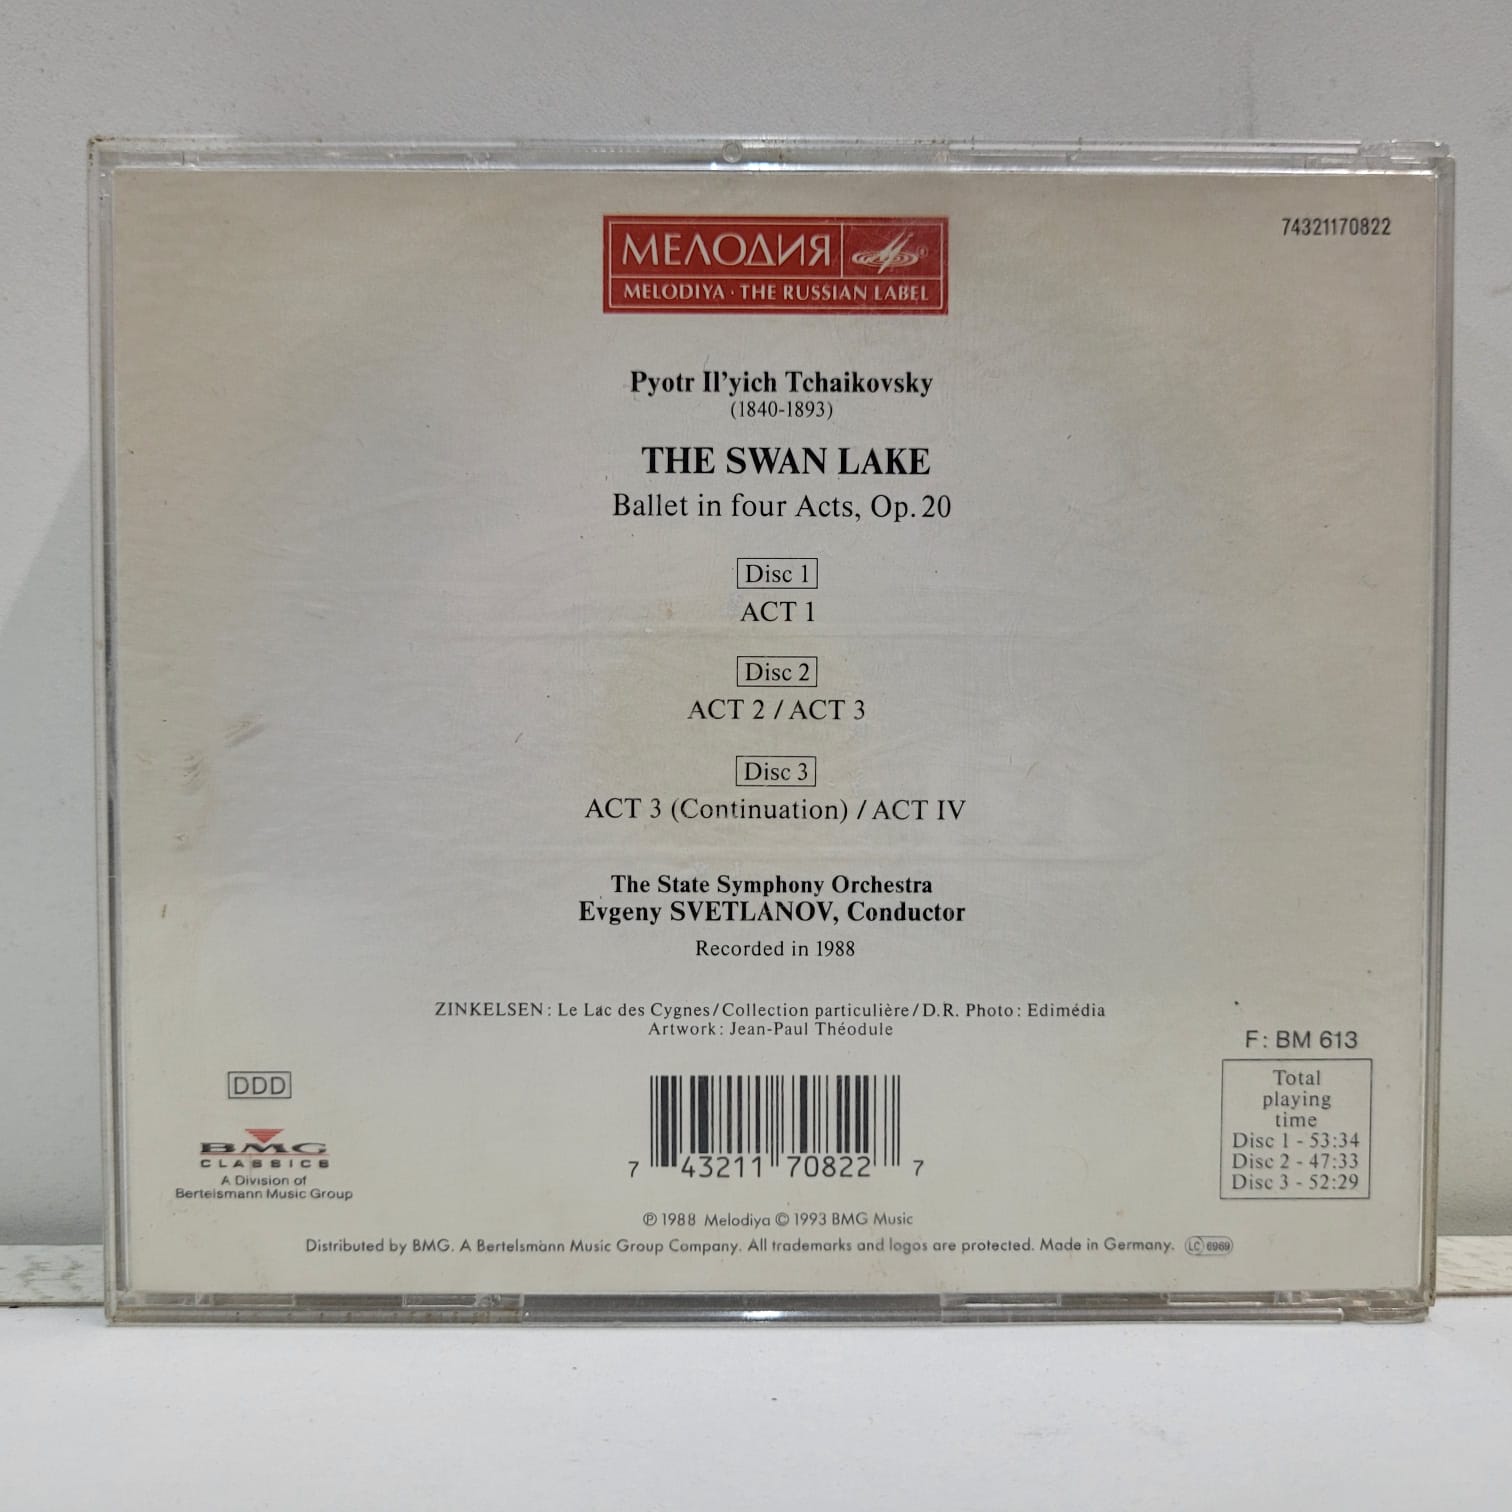 74321170822
МЕЛОДИЯ
MELODIYA · THE RUSSIAN LABEL
Pyotr Il'yich Tchaikovsky
(1840-1893)
THE SWAN LAKE
Ballet in four Acts, Op. 20
Disc 1
ACT 1
Disc 2
ACT 2 / ACT 3
Disc 3
ACT 3 (Continuation) / ACT IV
The State Symphony Orchestra
Evgeny SVETLANOV, Conductor
Recorded in 1988
ZINKELSEN : Le Lac des Cygnes / Collection particulière / D.R. Photo : Edimédia
Artwork : Jean-Paul Théodule
F : BM 613
Total
playing
time
Disc 1 - 53:34
Disc 2 - 47:33
Disc 3 - 52:29
DDD
BMG
CLASSICS
A Division of
Bertelsmann Music Group
7 43211 70822 7
℗ 1988 Melodiya © 1993 BMG Music
Distributed by BMG. A Bertelsmann Music Group Company. All trademarks and logos are protected. Made in Germany. LC 6969